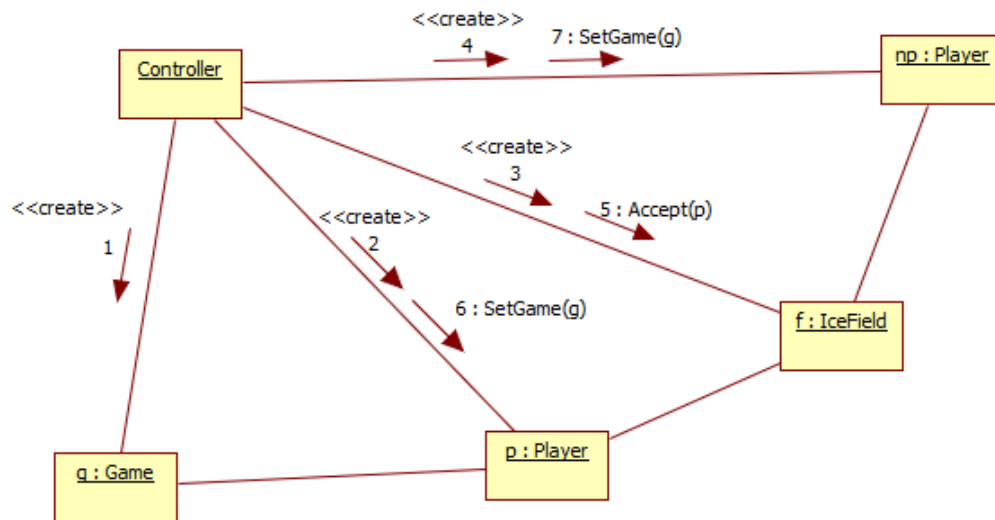 <<create>>
4
7 : SetGame(g)
Controller
np : Player
<<create>>
3
5 : Accept(p)
<<create>>
1
<<create>>
2
6 : SetGame(g)
f : IceField
p : Player
g : Game